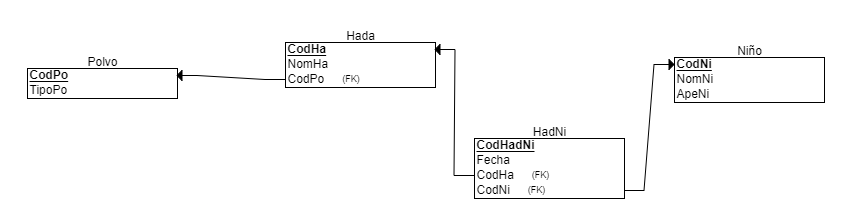 Polvo
CodPo
TipoPo
Hada
CodHa
NomHa
CodPo (FK)
HadNi
CodHadNi
Fecha
CodHa (FK)
CodNi (FK)
Niño
CodNi
NomNi
ApeNi